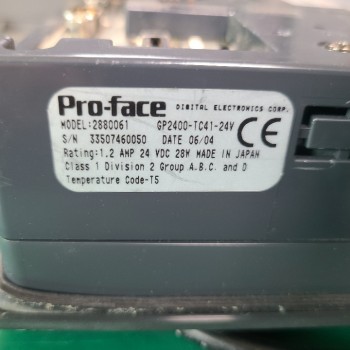 Pro-face DIGITAL ELECTRONICS CORP.
MODEL:2880061 GP2400-TC41-24V
S/N 33507460050 DATE 06/04
Rating:1.2 AMP 24 VDC 28W MADE IN JAPAN
Class 1 Division 2 Group A.B.C. and D
Temperature Code-T5
CE